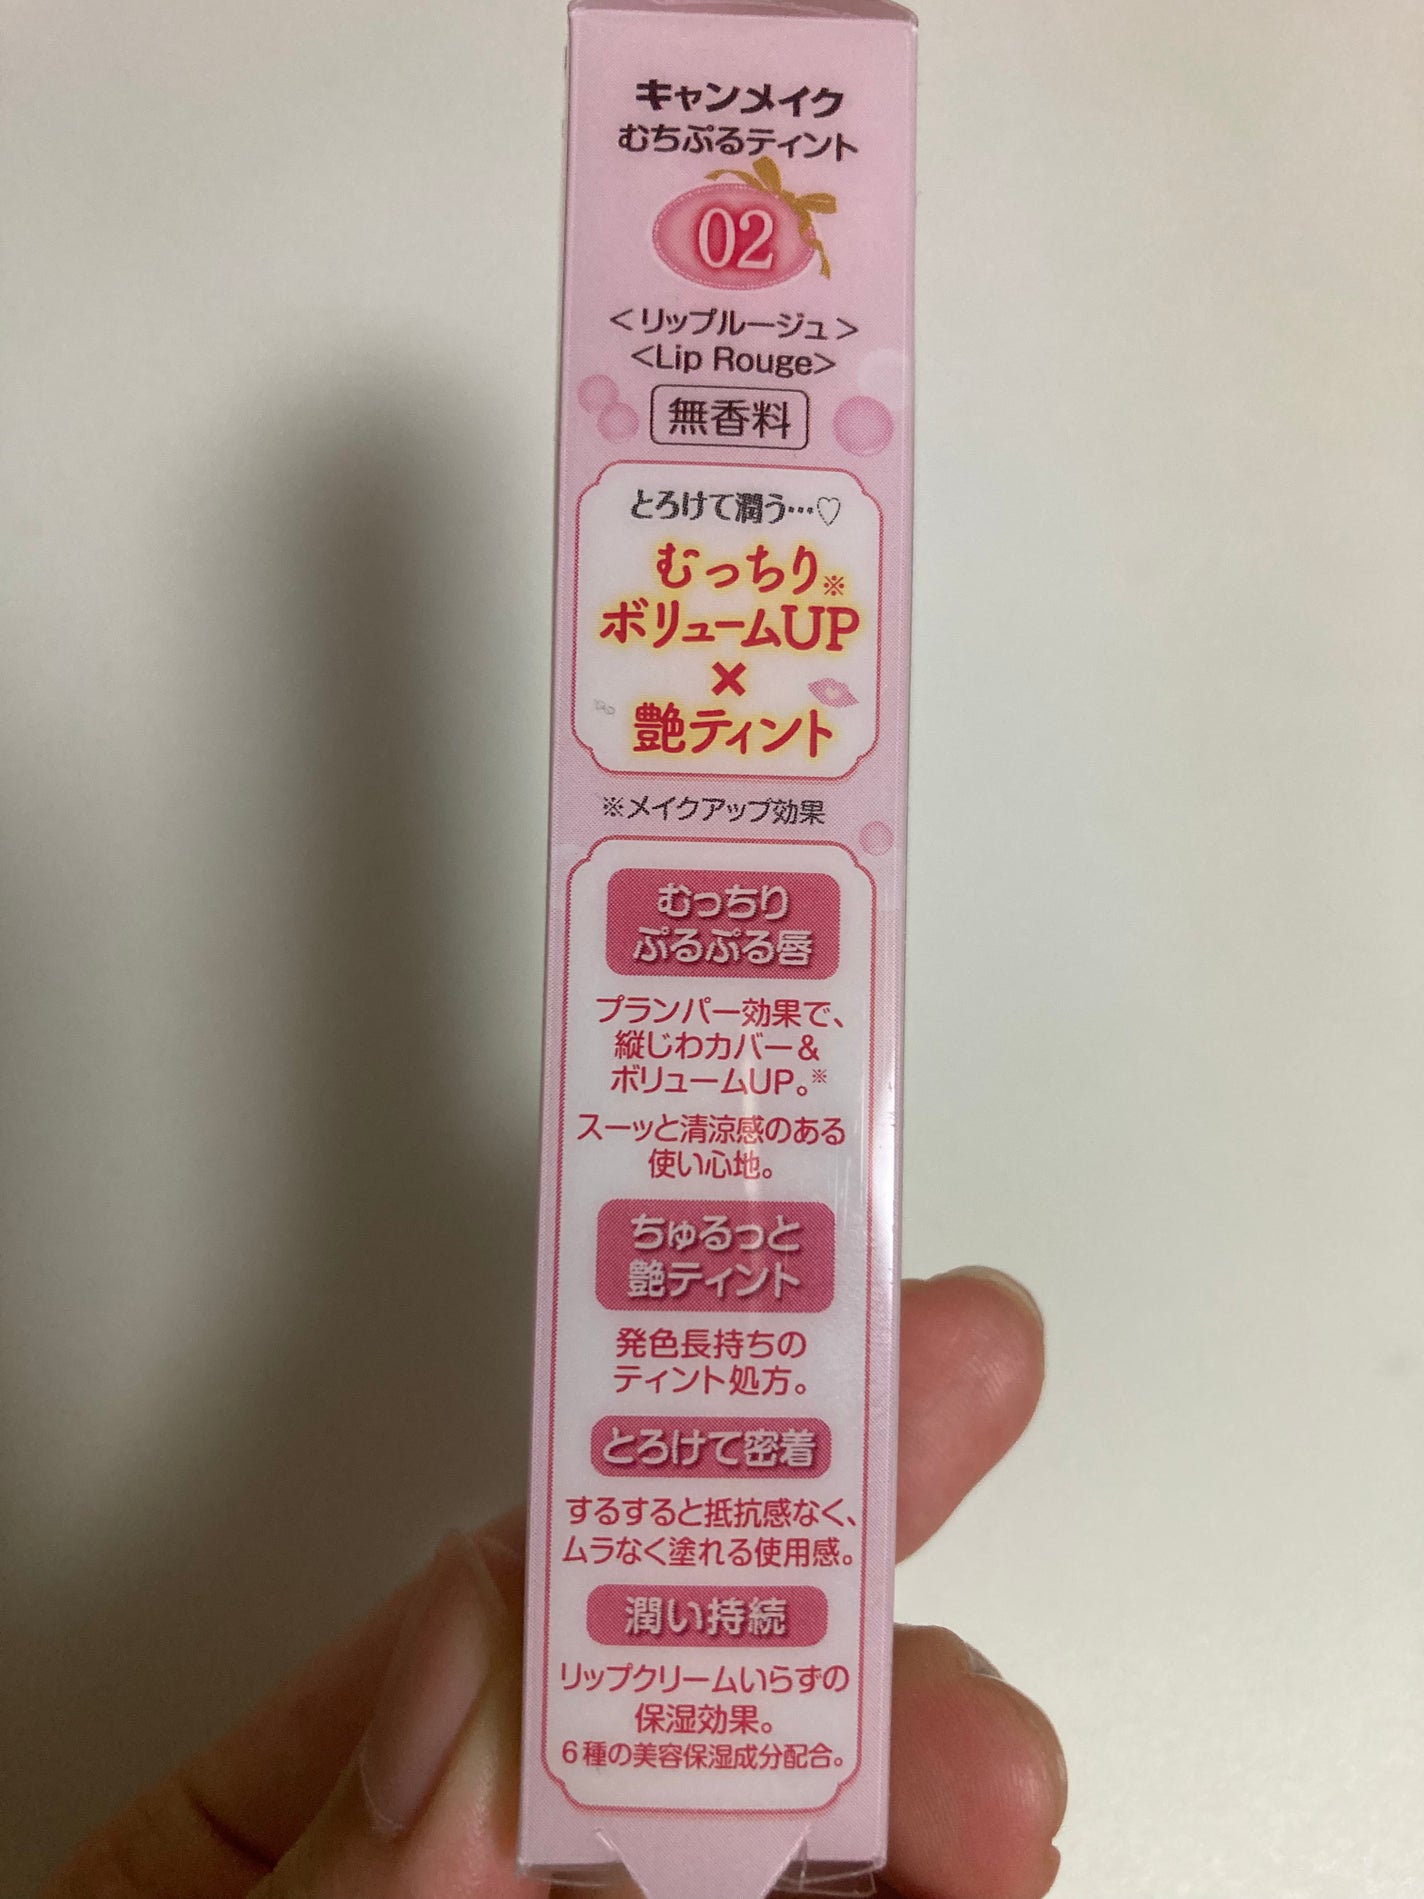 キャンメイク
むちぷるティント
02
＜リップルージュ＞
<Lip Rouge>
無香料
とろけて潤う…♡
むっちり※
ボリュームUP
×
艶ティント
※メイクアップ効果
むっちり
ぷるぷる唇
プランパー効果で、
縦じわカバー＆
ボリュームUP。※
スーッと清涼感のある
使い心地。
ちゅるっと
艶ティント
発色長持ちの
ティント処方。
とろけて密着
するすると抵抗感なく、
ムラなく塗れる使用感。
潤い持続
リップクリームいらずの
保湿効果。
6種の美容保湿成分配合。